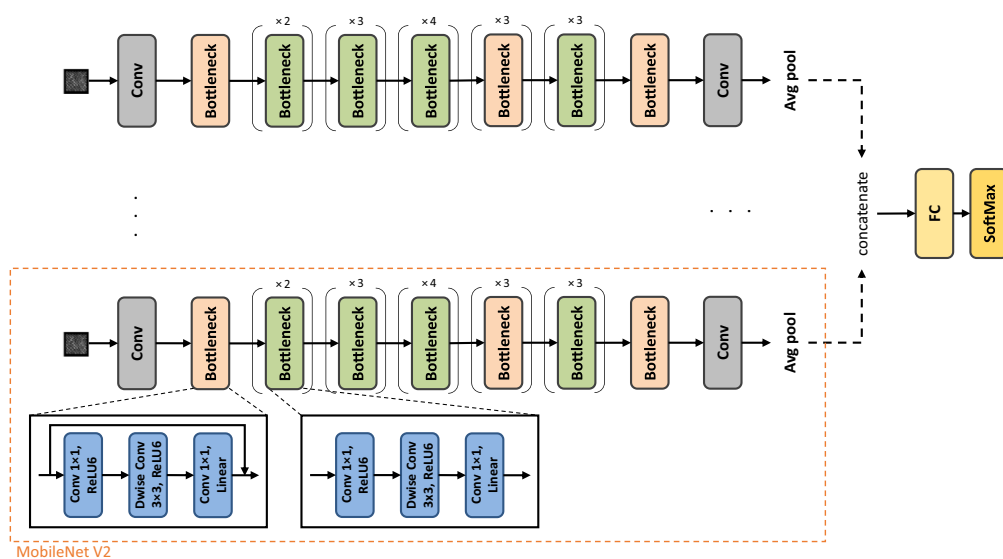 ×2 ×3 ×4 ×3 ×3
Conv Bottleneck Bottleneck Bottleneck Bottleneck Bottleneck Bottleneck Bottleneck Conv Avg pool
concatenate
FC
SoftMax
×2 ×3 ×4 ×3 ×3
Conv Bottleneck Bottleneck Bottleneck Bottleneck Bottleneck Bottleneck Bottleneck Conv Avg pool
Conv 1×1,
ReLU6
Dwise Conv
3×3, ReLU6
Conv 1×1,
Linear
Conv 1×1,
ReLU6
Dwise Conv
3×3, ReLU6
Conv 1×1,
Linear
MobileNet V2